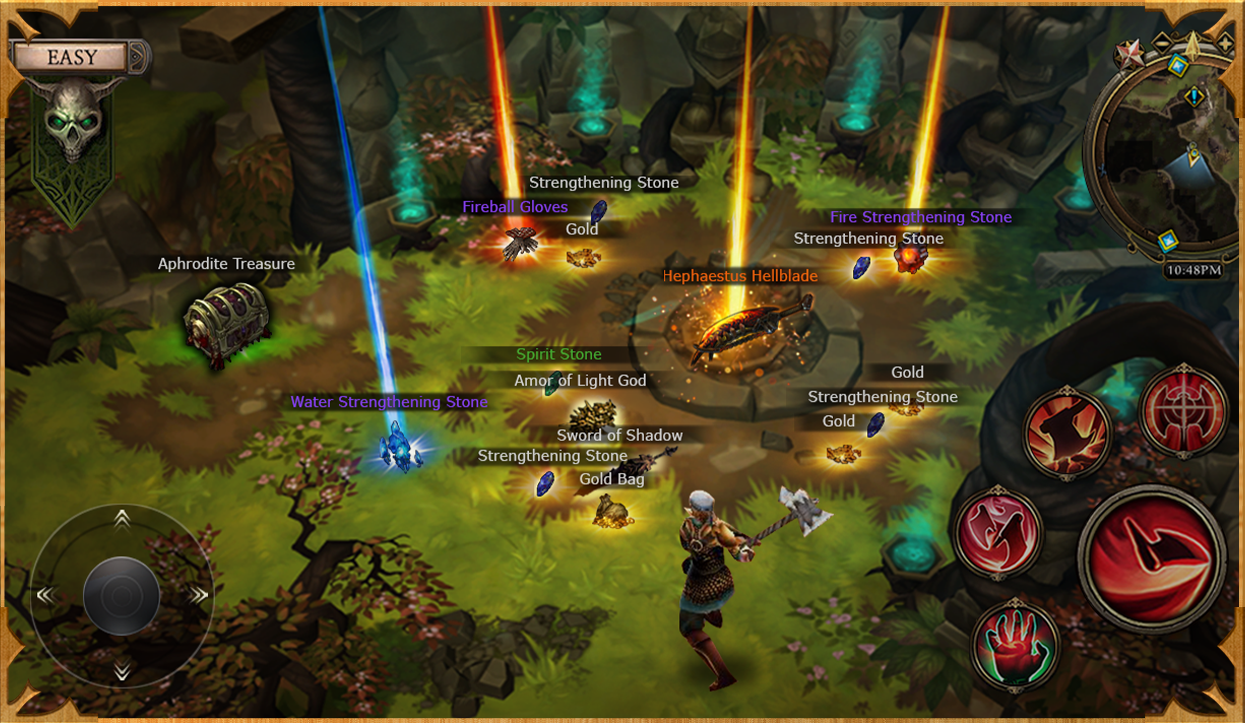 EASY
Strengthening Stone
Fireball Gloves
Gold
Fire Strengthening Stone
Strengthening Stone
Aphrodite Treasure
Hephaestus Hellblade
10:48PM
Spirit Stone
Amor of Light God
Gold
Strengthening Stone
Gold
Water Strengthening Stone
Sword of Shadow
Strengthening Stone
Gold Bag